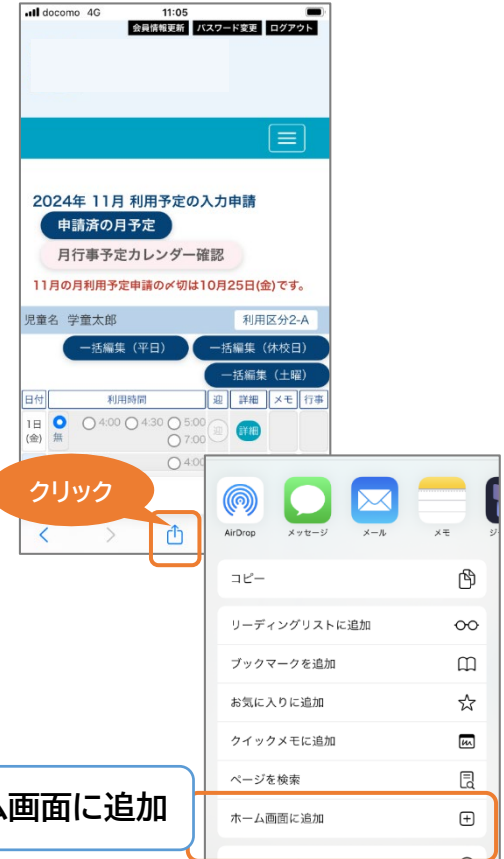 docomo 4G 11:05
会員情報更新 パスワード変更 ログアウト
2024年 11月 利用予定の入力申請
申請済の月予定
月行事予定カレンダー確認
11月の月利用予定申請の〆切は10月25日(金)です。
児童名 学童太郎 利用区分2-A
一括編集（平日） 一括編集（休校日）
一括編集（土曜）
日付 利用時間 迎 詳細 メモ 行事
1日 4:00 4:30 5:00 迎 詳細
(金) 無 7:00
4:00
クリック
AirDrop メッセージ メール メモ
コピー
リーディングリストに追加
ブックマークを追加
お気に入りに追加
クイックメモに追加
ページを検索
ホーム画面に追加
画面に追加